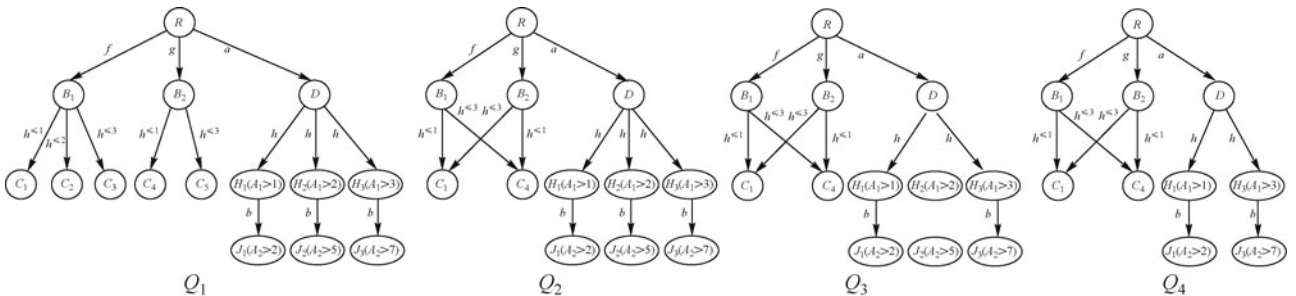 R
f g a
B₁ B₂ D
h≤1 h≤2 h≤3 h≤1 h≤3 h h h
C₁ C₂ C₃ C₄ C₅ H₁(A₁>1) H₂(A₁>2) H₃(A₁>3)
b b b
J₁(A₂>2) J₂(A₂>5) J₃(A₂>7)
Q₁
R
f g a
B₁ B₂ D
h≤1 h≤3 h≤3 h≤1 h h h
C₁ C₄ H₁(A₁>1) H₂(A₁>2) H₃(A₁>3)
b b b
J₁(A₂>2) J₂(A₂>5) J₃(A₂>7)
Q₂
R
f g a
B₁ B₂ D
h≤1 h≤3 h≤3 h≤1 h h
C₁ C₄ H₁(A₁>1) H₂(A₁>2) H₃(A₁>3)
b b
J₁(A₂>2) J₂(A₂>5) J₃(A₂>7)
Q₃
R
f g a
B₁ B₂ D
h≤1 h≤3 h≤3 h≤1 h h
C₁ C₄ H₁(A₁>1) H₃(A₁>3)
b b
J₁(A₂>2) J₃(A₂>7)
Q₄